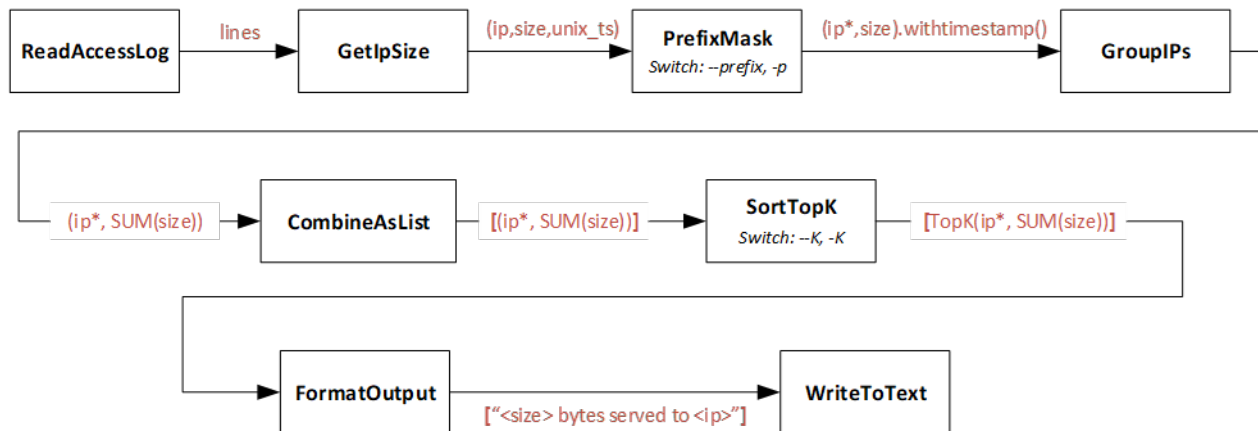 ReadAccessLog
lines
GetIpSize
(ip,size,unix_ts)
PrefixMask
Switch: --prefix, -p
(ip*,size).withtimestamp()
GroupIPs
(ip*, SUM(size))
CombineAsList
[(ip*, SUM(size))]
SortTopK
Switch: --K, -K
[TopK(ip*, SUM(size))]
FormatOutput
["<size> bytes served to <ip>"]
WriteToText